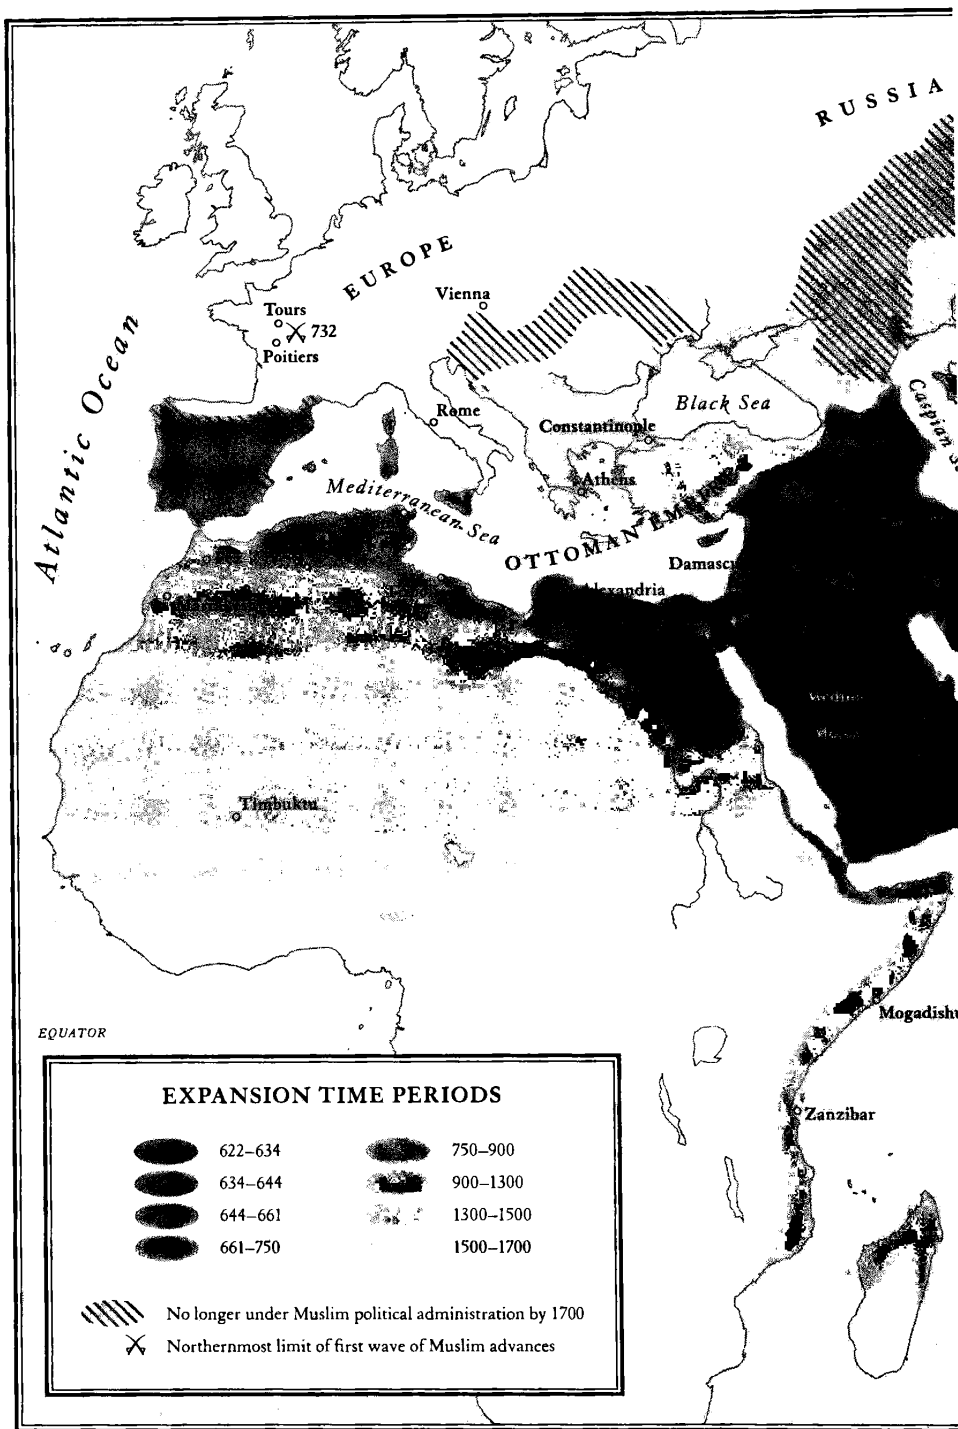 RUSSIA
EUROPE
Vienna
Tours
732
Poitiers
Atlantic Ocean
Rome
Black Sea
Caspian
Constantinople
Athens
Mediterranean Sea
OTTOMAN EMPIRE
Damascu
Alexandria
Timbuktu
Mogadishu
EQUATOR
Zanzibar
EXPANSION TIME PERIODS
622–634
634–644
644–661
661–750
750–900
900–1300
1300–1500
1500–1700
No longer under Muslim political administration by 1700
Northernmost limit of first wave of Muslim advances